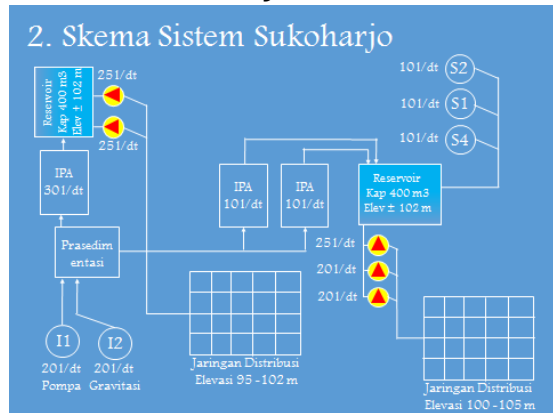 2. Skema Sistem Sukoharjo
Reservoir
Kap 400 m3
Elev ± 102 m
25l/dt
25l/dt
IPA
30l/dt
Prasedim
entasi
I1
I2
20l/dt
Pompa
20l/dt
Gravitasi
IPA
10l/dt
IPA
10l/dt
Jaringan Distribusi
Elevasi 95 -102 m
10l/dt
S2
10l/dt
S1
10l/dt
S4
Reservoir
Kap 400 m3
Elev ± 102 m
25l/dt
20l/dt
20l/dt
Jaringan Distribusi
Elevasi 100 -105 m